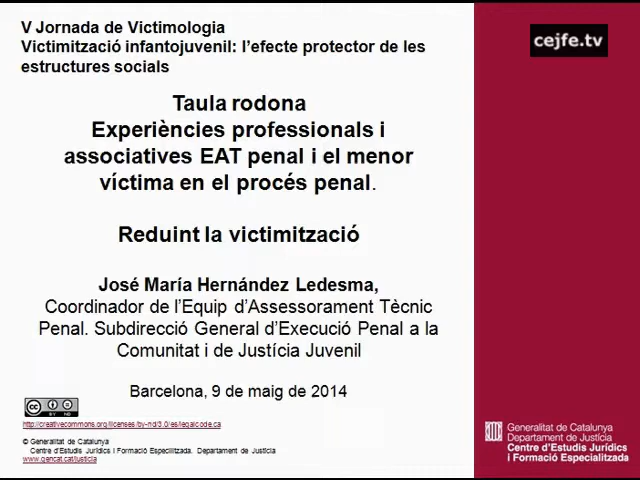 V Jornada de Victimologia
Victimització infantojuvenil: l'efecte protector de les
estructures socials
cejfe.tv
Taula rodona
Experiències professionals i
associatives EAT penal i el menor
víctima en el procés penal.
Reduint la victimització
José María Hernández Ledesma,
Coordinador de l'Equip d'Assessorament Tècnic
Penal. Subdirecció General d'Execució Penal a la
Comunitat i de Justícia Juvenil
Barcelona, 9 de maig de 2014
cc BY ND
http://creativecommons.org/licenses/by-nd/3.0/es/legalcode.ca
© Generalitat de Catalunya
Centre d'Estudis Jurídics i Formació Especialitzada. Departament de Justícia
www.gencat.cat/justicia
Generalitat de Catalunya
Departament de Justícia
Centre d'Estudis Jurídics
i Formació Especialitzada